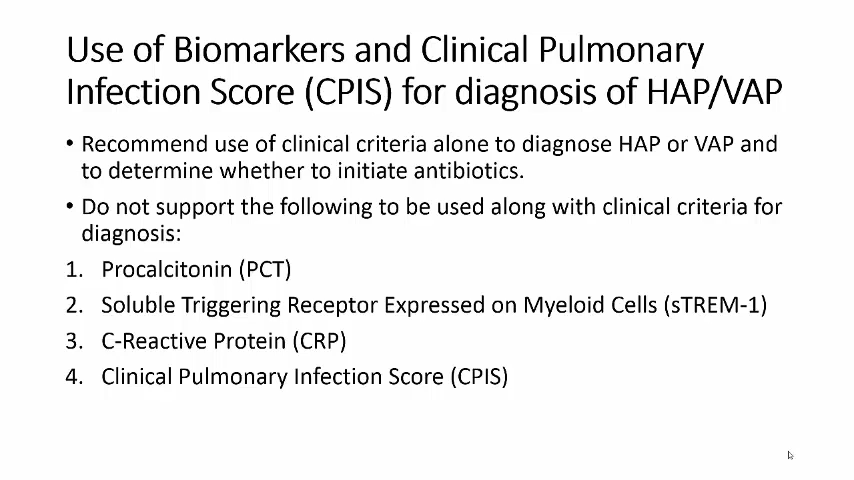 Use of Biomarkers and Clinical Pulmonary
Infection Score (CPIS) for diagnosis of HAP/VAP
• Recommend use of clinical criteria alone to diagnose HAP or VAP and
to determine whether to initiate antibiotics.
• Do not support the following to be used along with clinical criteria for
diagnosis:
1. Procalcitonin (PCT)
2. Soluble Triggering Receptor Expressed on Myeloid Cells (sTREM-1)
3. C-Reactive Protein (CRP)
4. Clinical Pulmonary Infection Score (CPIS)